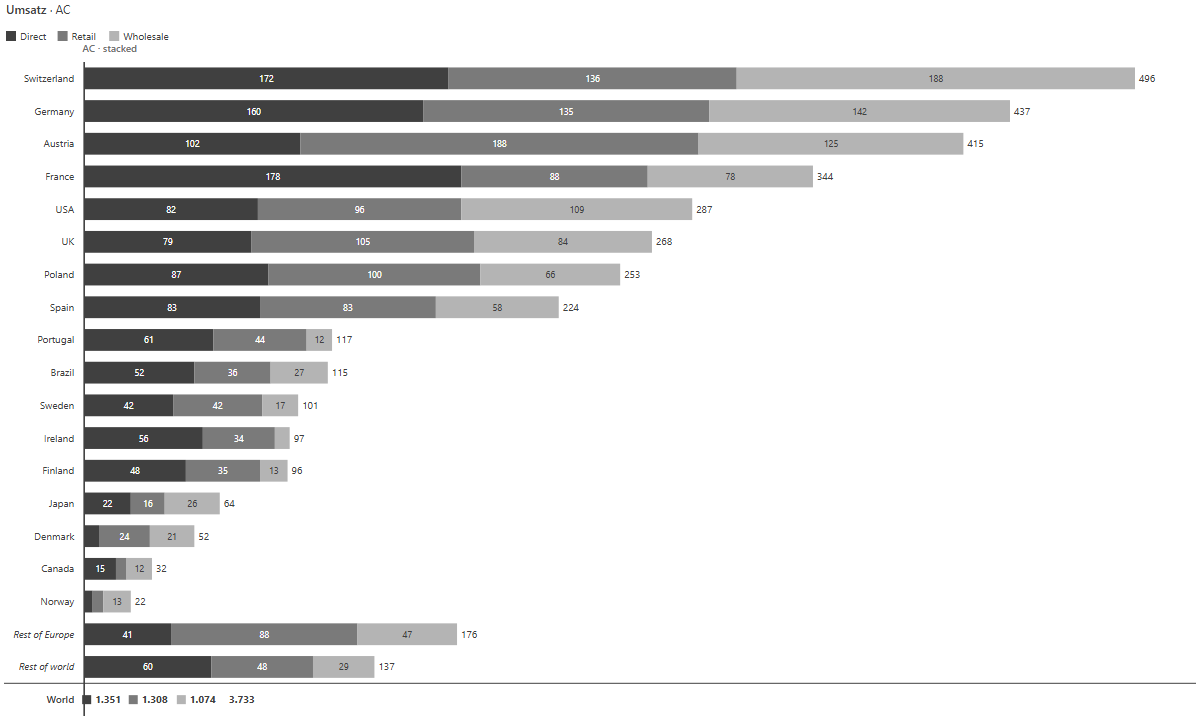 Umsatz · AC
Direct Retail Wholesale
AC · stacked
Switzerland 172 136 188 496
Germany 160 135 142 437
Austria 102 188 125 415
France 178 88 78 344
USA 82 96 109 287
UK 79 105 84 268
Poland 87 100 66 253
Spain 83 83 58 224
Portugal 61 44 12 117
Brazil 52 36 27 115
Sweden 42 42 17 101
Ireland 56 34 97
Finland 48 35 13 96
Japan 22 16 26 64
Denmark 24 21 52
Canada 15 12 32
Norway 13 22
Rest of Europe 41 88 47 176
Rest of world 60 48 29 137
World 1.351 1.308 1.074 3.733